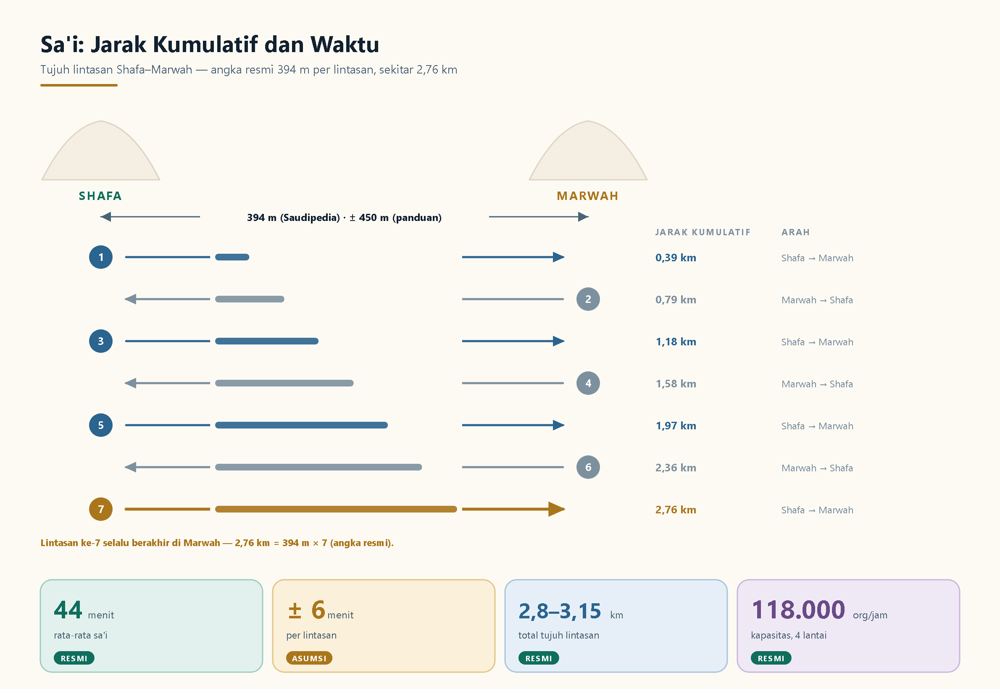 Sa'i: Jarak Kumulatif dan Waktu
Tujuh lintasan Shafa–Marwah — angka resmi 394 m per lintasan, sekitar 2,76 km
SHAFA
MARWAH
394 m (Saudipedia) · ± 450 m (panduan)
JARAK KUMULATIF ARAH
1 0,39 km Shafa → Marwah
2 0,79 km Marwah → Shafa
3 1,18 km Shafa → Marwah
4 1,58 km Marwah → Shafa
5 1,97 km Shafa → Marwah
6 2,36 km Marwah → Shafa
7 2,76 km Shafa → Marwah
Lintasan ke-7 selalu berakhir di Marwah — 2,76 km = 394 m × 7 (angka resmi).
44 menit
rata-rata sa'i
RESMI
± 6 menit
per lintasan
ASUMSI
2,8–3,15 km
total tujuh lintasan
RESMI
118.000 org/jam
kapasitas, 4 lantai
RESMI